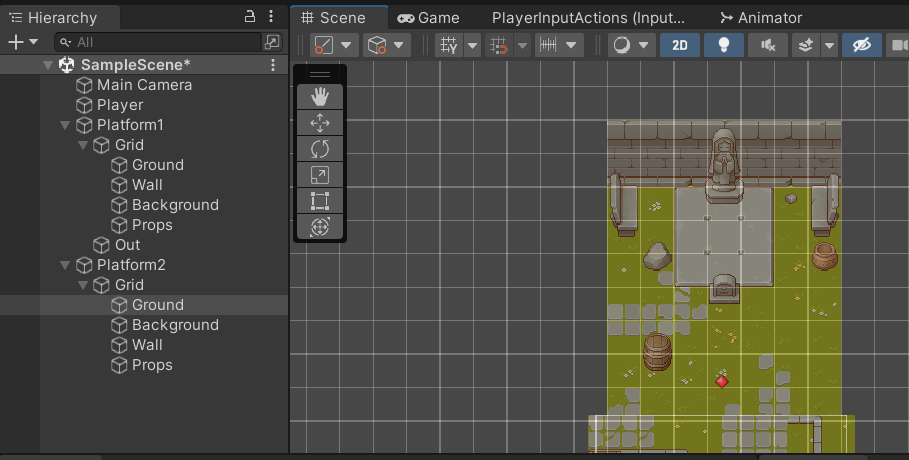 Hierarchy
Scene
Game
PlayerInputActions (Input...
Animator
All
2D
SampleScene*
Main Camera
Player
Platform1
Grid
Ground
Wall
Background
Props
Out
Platform2
Grid
Ground
Background
Wall
Props